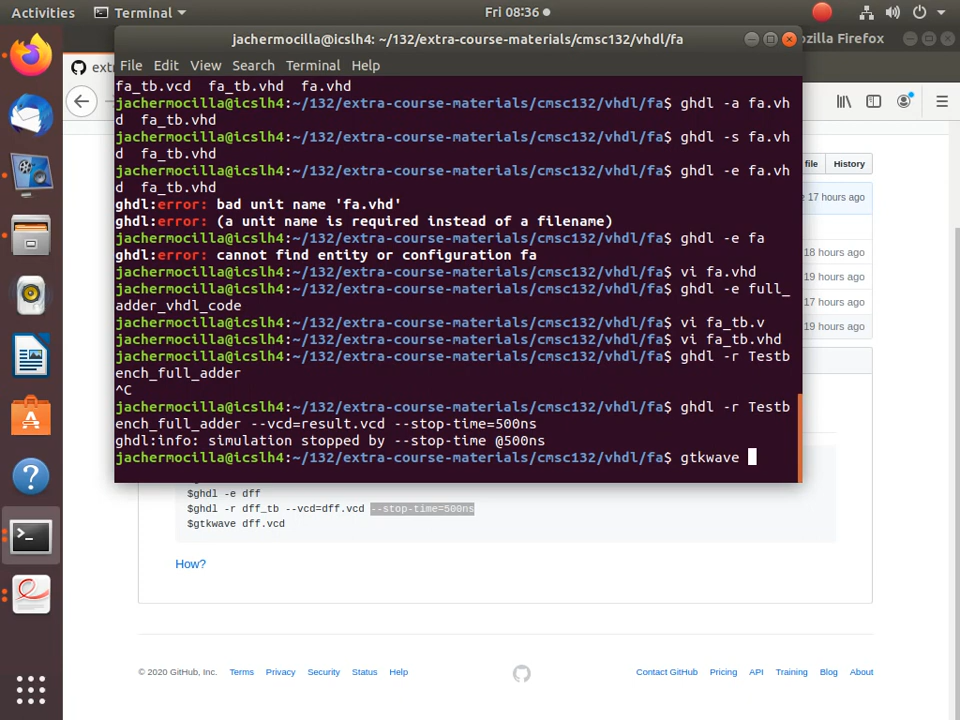 Activities
Terminal
Fri 08:36
jachermocilla@icslh4: ~/132/extra-course-materials/cmsc132/vhdl/fa
ozilla Firefox
File Edit View Search Terminal Help
fa_tb.vcd fa_tb.vhd fa.vhd
jachermocilla@icslh4:~/132/extra-course-materials/cmsc132/vhdl/fa$ ghdl -a fa.vh
d fa_tb.vhd
jachermocilla@icslh4:~/132/extra-course-materials/cmsc132/vhdl/fa$ ghdl -s fa.vh
d fa_tb.vhd
jachermocilla@icslh4:~/132/extra-course-materials/cmsc132/vhdl/fa$ ghdl -e fa.vh
d fa_tb.vhd
ghdl:error: bad unit name 'fa.vhd'
ghdl:error: (a unit name is required instead of a filename)
jachermocilla@icslh4:~/132/extra-course-materials/cmsc132/vhdl/fa$ ghdl -e fa
ghdl:error: cannot find entity or configuration fa
jachermocilla@icslh4:~/132/extra-course-materials/cmsc132/vhdl/fa$ vi fa.vhd
jachermocilla@icslh4:~/132/extra-course-materials/cmsc132/vhdl/fa$ ghdl -e full_
adder_vhdl_code
jachermocilla@icslh4:~/132/extra-course-materials/cmsc132/vhdl/fa$ vi fa_tb.v
jachermocilla@icslh4:~/132/extra-course-materials/cmsc132/vhdl/fa$ vi fa_tb.vhd
jachermocilla@icslh4:~/132/extra-course-materials/cmsc132/vhdl/fa$ ghdl -r Testb
ench_full_adder
^C
jachermocilla@icslh4:~/132/extra-course-materials/cmsc132/vhdl/fa$ ghdl -r Testb
ench_full_adder --vcd=result.vcd --stop-time=500ns
ghdl:info: simulation stopped by --stop-time @500ns
jachermocilla@icslh4:~/132/extra-course-materials/cmsc132/vhdl/fa$ gtkwave
ext
file
History
17 hours ago
18 hours ago
19 hours ago
17 hours ago
19 hours ago
$ghdl -e dff
$ghdl -r dff_tb --vcd=dff.vcd --stop-time=500ns
$gtkwave dff.vcd
How?
© 2020 GitHub, Inc. Terms Privacy Security Status Help
Contact GitHub Pricing API Training Blog About